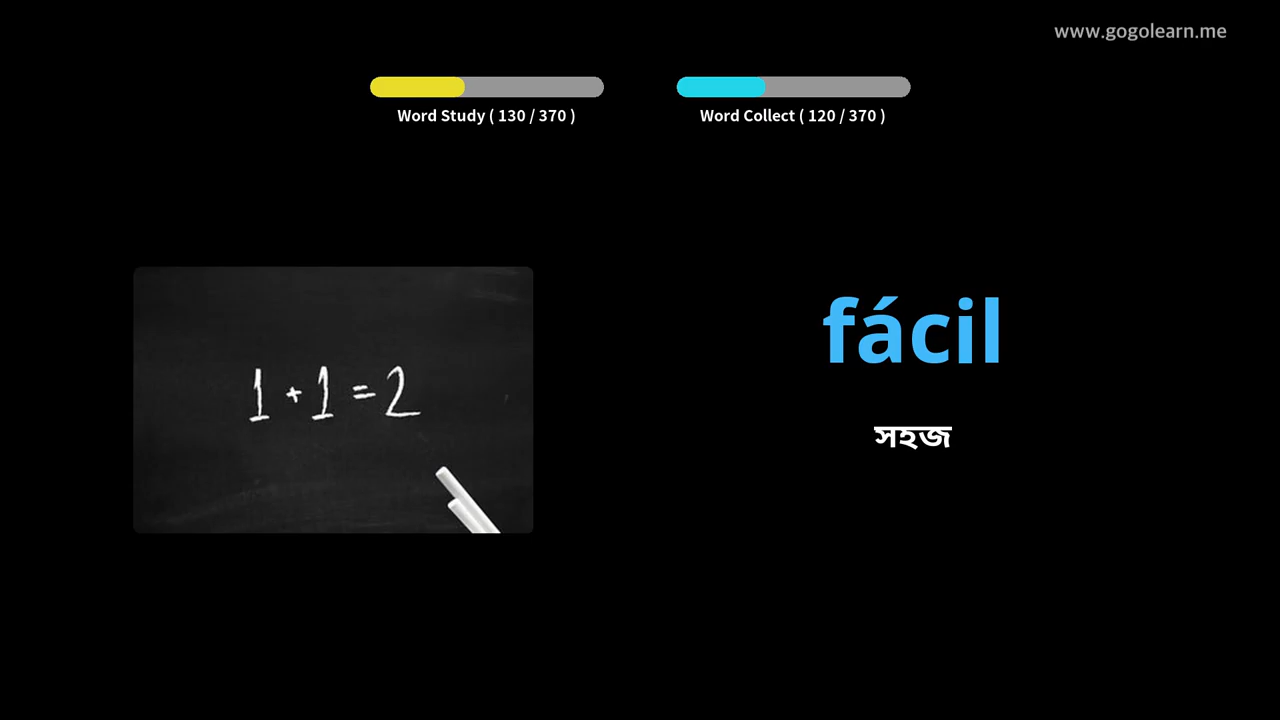 www.gogolearn.me
Word Study ( 130 / 370 )
Word Collect ( 120 / 370 )
1 + 1 = 2
fácil
সহজ